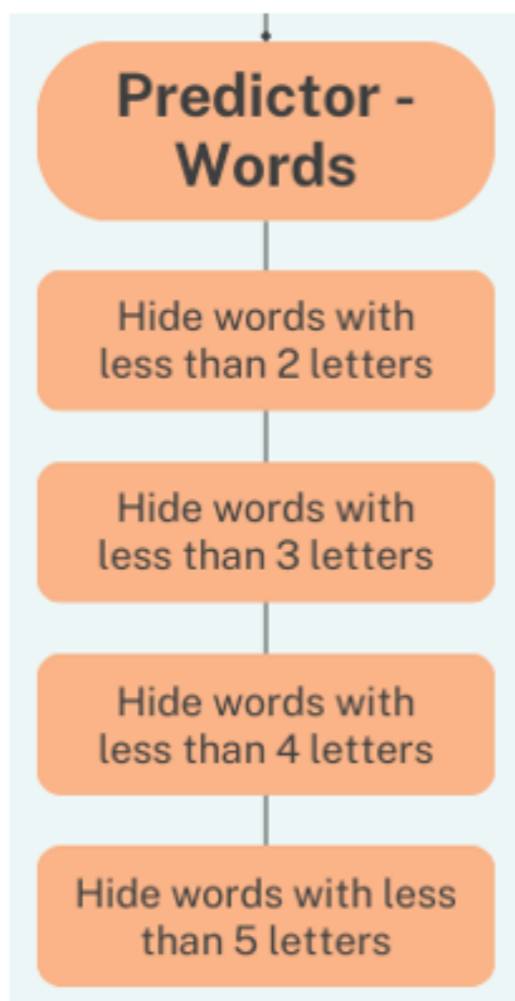 Predictor -
Words
Hide words with
less than 2 letters
Hide words with
less than 3 letters
Hide words with
less than 4 letters
Hide words with less
than 5 letters